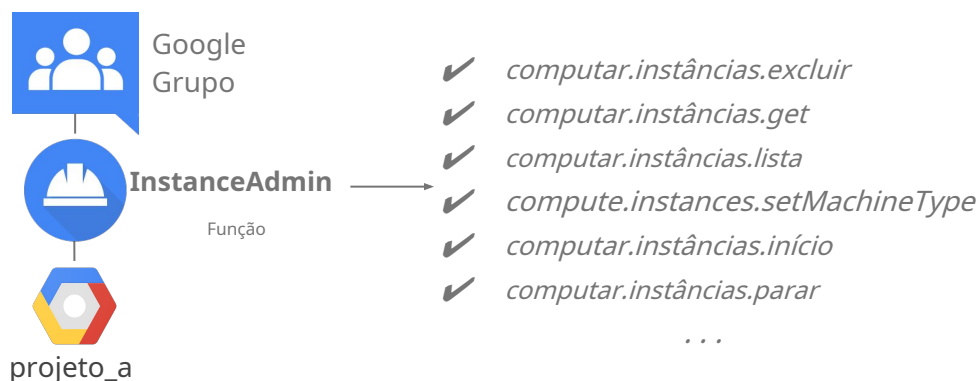 Google
Grupo
InstanceAdmin
Função
projeto_a
✔ computar.instâncias.excluir
✔ computar.instâncias.get
✔ computar.instâncias.lista
✔ compute.instances.setMachineType
✔ computar.instâncias.início
✔ computar.instâncias.parar
. . .